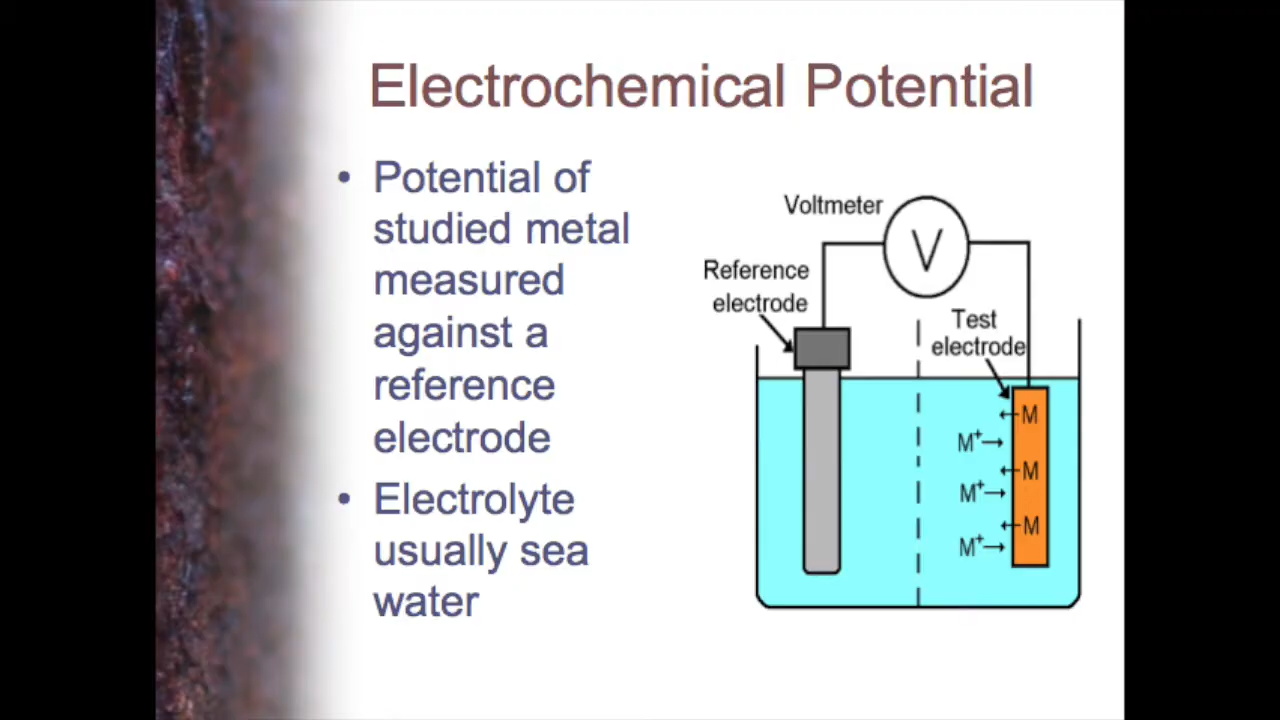 Electrochemical Potential
• Potential of
studied metal
measured
against a
reference
electrode
• Electrolyte
usually sea
water
Voltmeter
V
Reference
electrode
Test
electrode
M
M+
M
M+
M
M+